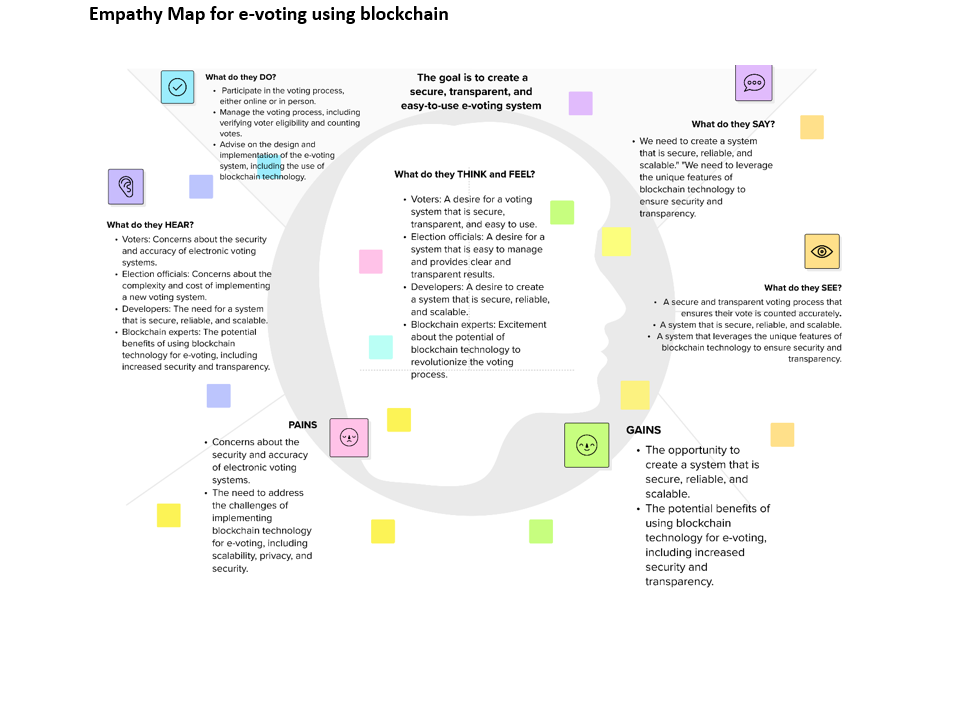 Empathy Map for e-voting using blockchain
What do they DO?
• Participate in the voting process,
either online or in person.
• Manage the voting process, including
verifying voter eligibility and counting
votes.
• Advise on the design and
implementation of the e-voting
system, including the use of
blockchain technology.
The goal is to create a
secure, transparent, and
easy-to-use e-voting system
What do they SAY?
• We need to create a system
that is secure, reliable, and
scalable." "We need to leverage
the unique features of
blockchain technology to
ensure security and
transparency.
What do they HEAR?
• Voters: Concerns about the security
and accuracy of electronic voting
systems.
• Election officials: Concerns about the
complexity and cost of implementing
a new voting system.
• Developers: The need for a system
that is secure, reliable, and scalable.
• Blockchain experts: The potential
benefits of using blockchain
technology for e-voting, including
increased security and transparency.
What do they THINK and FEEL?
• Voters: A desire for a voting
system that is secure,
transparent, and easy to use.
• Election officials: A desire for a
system that is easy to manage
and provides clear and
transparent results.
• Developers: A desire to create
a system that is secure, reliable,
and scalable.
• Blockchain experts: Excitement
about the potential of
blockchain technology to
revolutionize the voting
process.
What do they SEE?
• A secure and transparent voting process that
ensures their vote is counted accurately.
• A system that is secure, reliable, and scalable.
• A system that leverages the unique features of
blockchain technology to ensure security and
transparency.
PAINS
• Concerns about the
security and accuracy
of electronic voting
systems.
• The need to address
the challenges of
implementing
blockchain technology
for e-voting, including
scalability, privacy, and
security.
GAINS
• The opportunity to
create a system that is
secure, reliable, and
scalable.
• The potential benefits of
using blockchain
technology for e-voting,
including increased
security and
transparency.